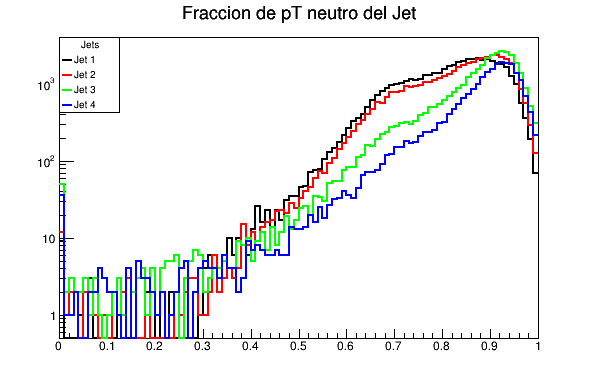 Fraccion de pT neutro del Jet
Jets
Jet 1
Jet 2
Jet 3
Jet 4
10³
10²
10
1
0 0.1 0.2 0.3 0.4 0.5 0.6 0.7 0.8 0.9 1